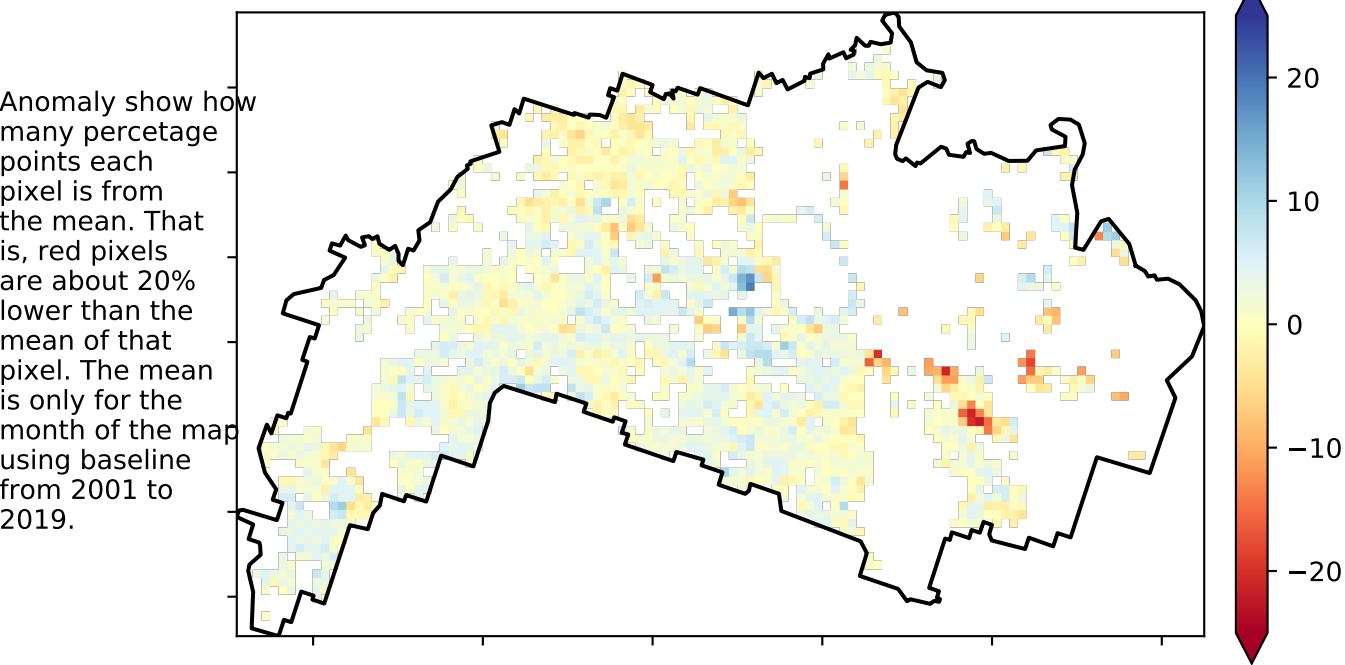 Anomaly show how
many percetage
points each
pixel is from
the mean. That
is, red pixels
are about 20%
lower than the
mean of that
pixel. The mean
is only for the
month of the map
using baseline
from 2001 to
2019.
20
10
0
−10
−20